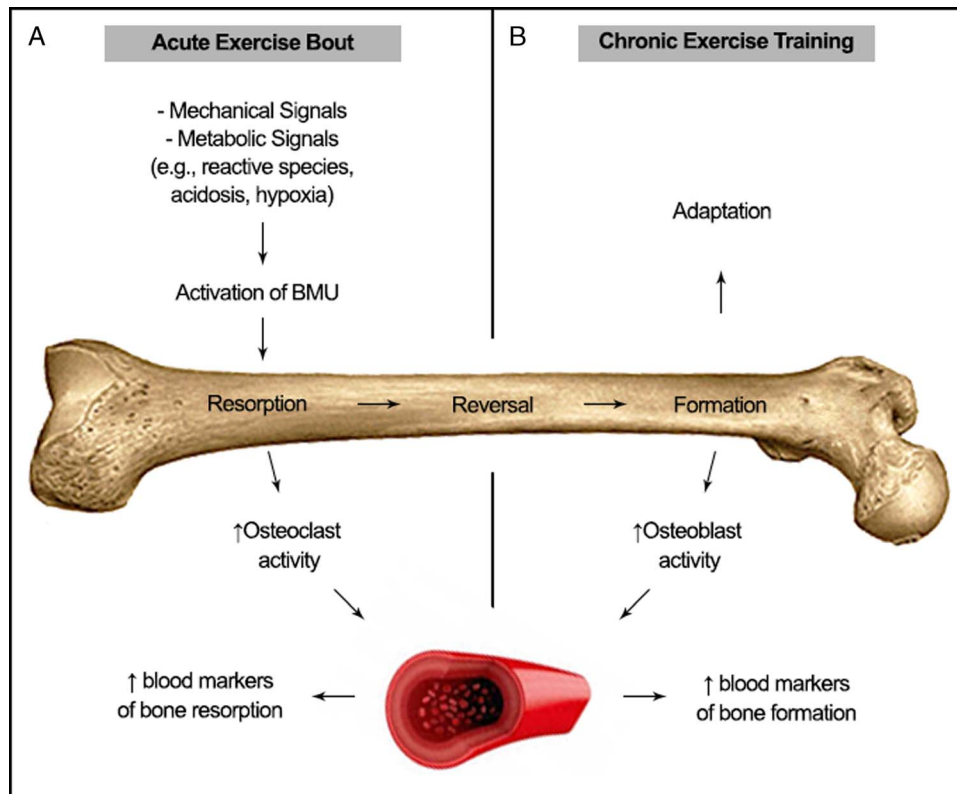 A
Acute Exercise Bout
- Mechanical Signals
- Metabolic Signals
(e.g., reactive species,
acidosis, hypoxia)
Activation of BMU
B
Chronic Exercise Training
Adaptation
Resorption
Reversal
Formation
↑Osteoclast
activity
↑Osteoblast
activity
↑ blood markers
of bone resorption
↑ blood markers
of bone formation